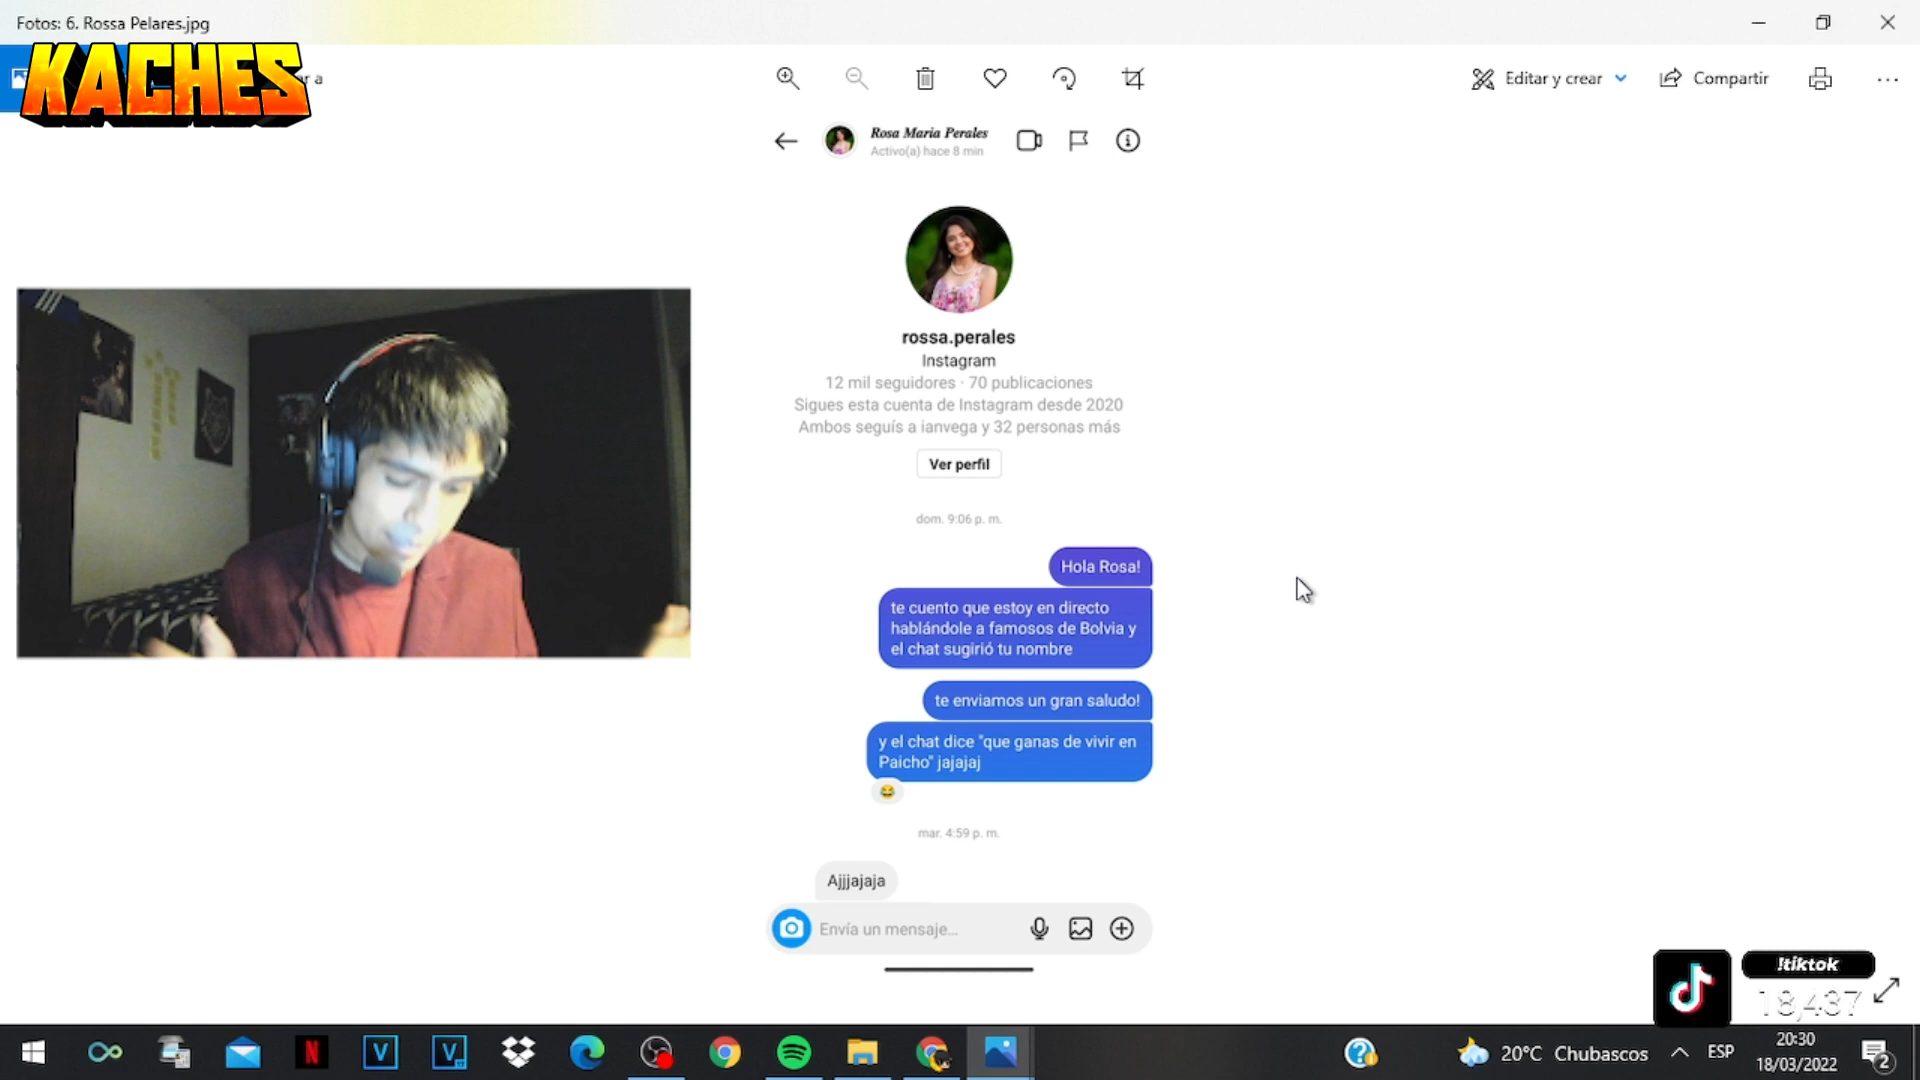 Fotos: 6. Rossa Pelares.jpg
KACHES
r a
Editar y crear
Compartir
Rosa Maria Perales
Activo(a) hace 8 min
rossa.perales
Instagram
12 mil seguidores · 70 publicaciones
Sigues esta cuenta de Instagram desde 2020
Ambos seguís a ianvega y 32 personas más
Ver perfil
dom. 9:06 p. m.
Hola Rosa!
te cuento que estoy en directo
hablándole a famosos de Bolvia y
el chat sugirió tu nombre
te enviamos un gran saludo!
y el chat dice "que ganas de vivir en
Paicho" jajajaj
mar. 4:59 p. m.
Ajjjajaja
Envía un mensaje...
!tiktok
18,437
20°C Chubascos
ESP
20:30
18/03/2022
2